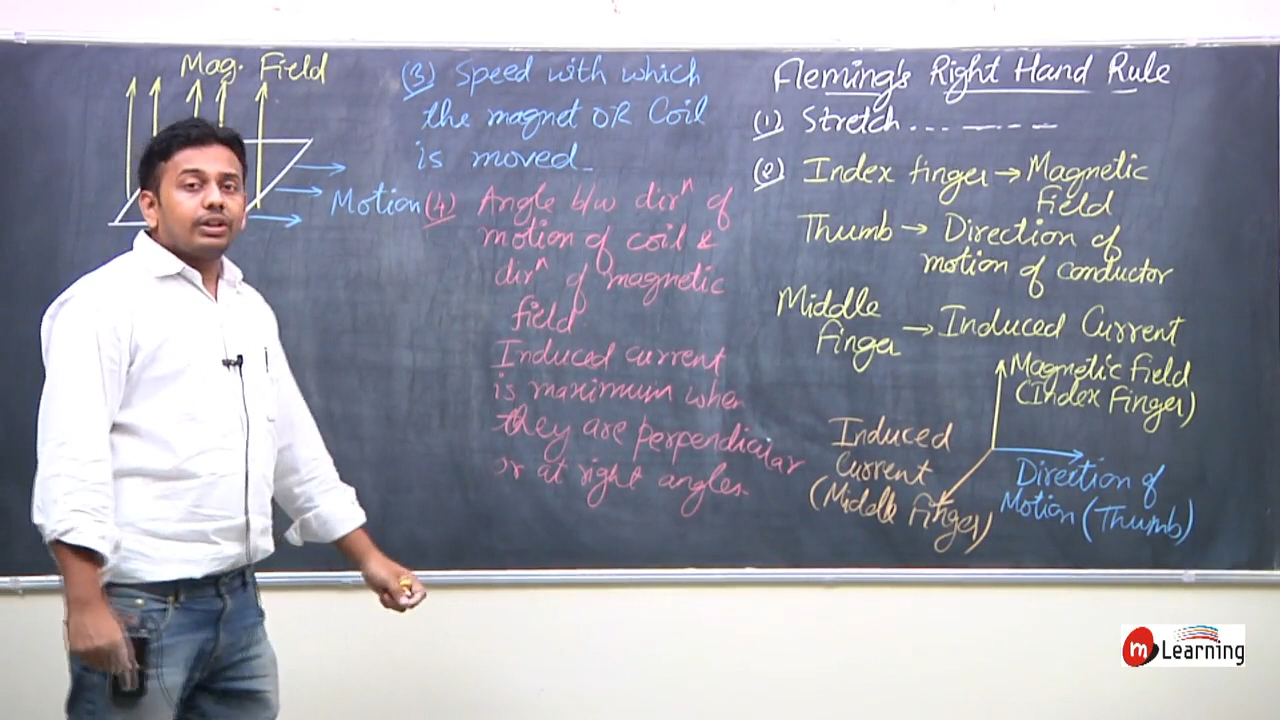 Mag. Field
Motion
(3) Speed with which
the magnet OR Coil
is moved
(4) Angle b/w dirⁿ of
motion of coil &
dirⁿ of magnetic
field.
Induced current
is maximum when
they are perpendicular
or at right angles.
Fleming's Right Hand Rule
(1) Stretch... - - - -
(2) Index finger → Magnetic
Field
Thumb → Direction of
motion of conductor
Middle
finger → Induced Current
Magnetic Field
(Index Finger)
Induced
Current
(Middle Finger)
Direction of
Motion (Thumb)
m Learning